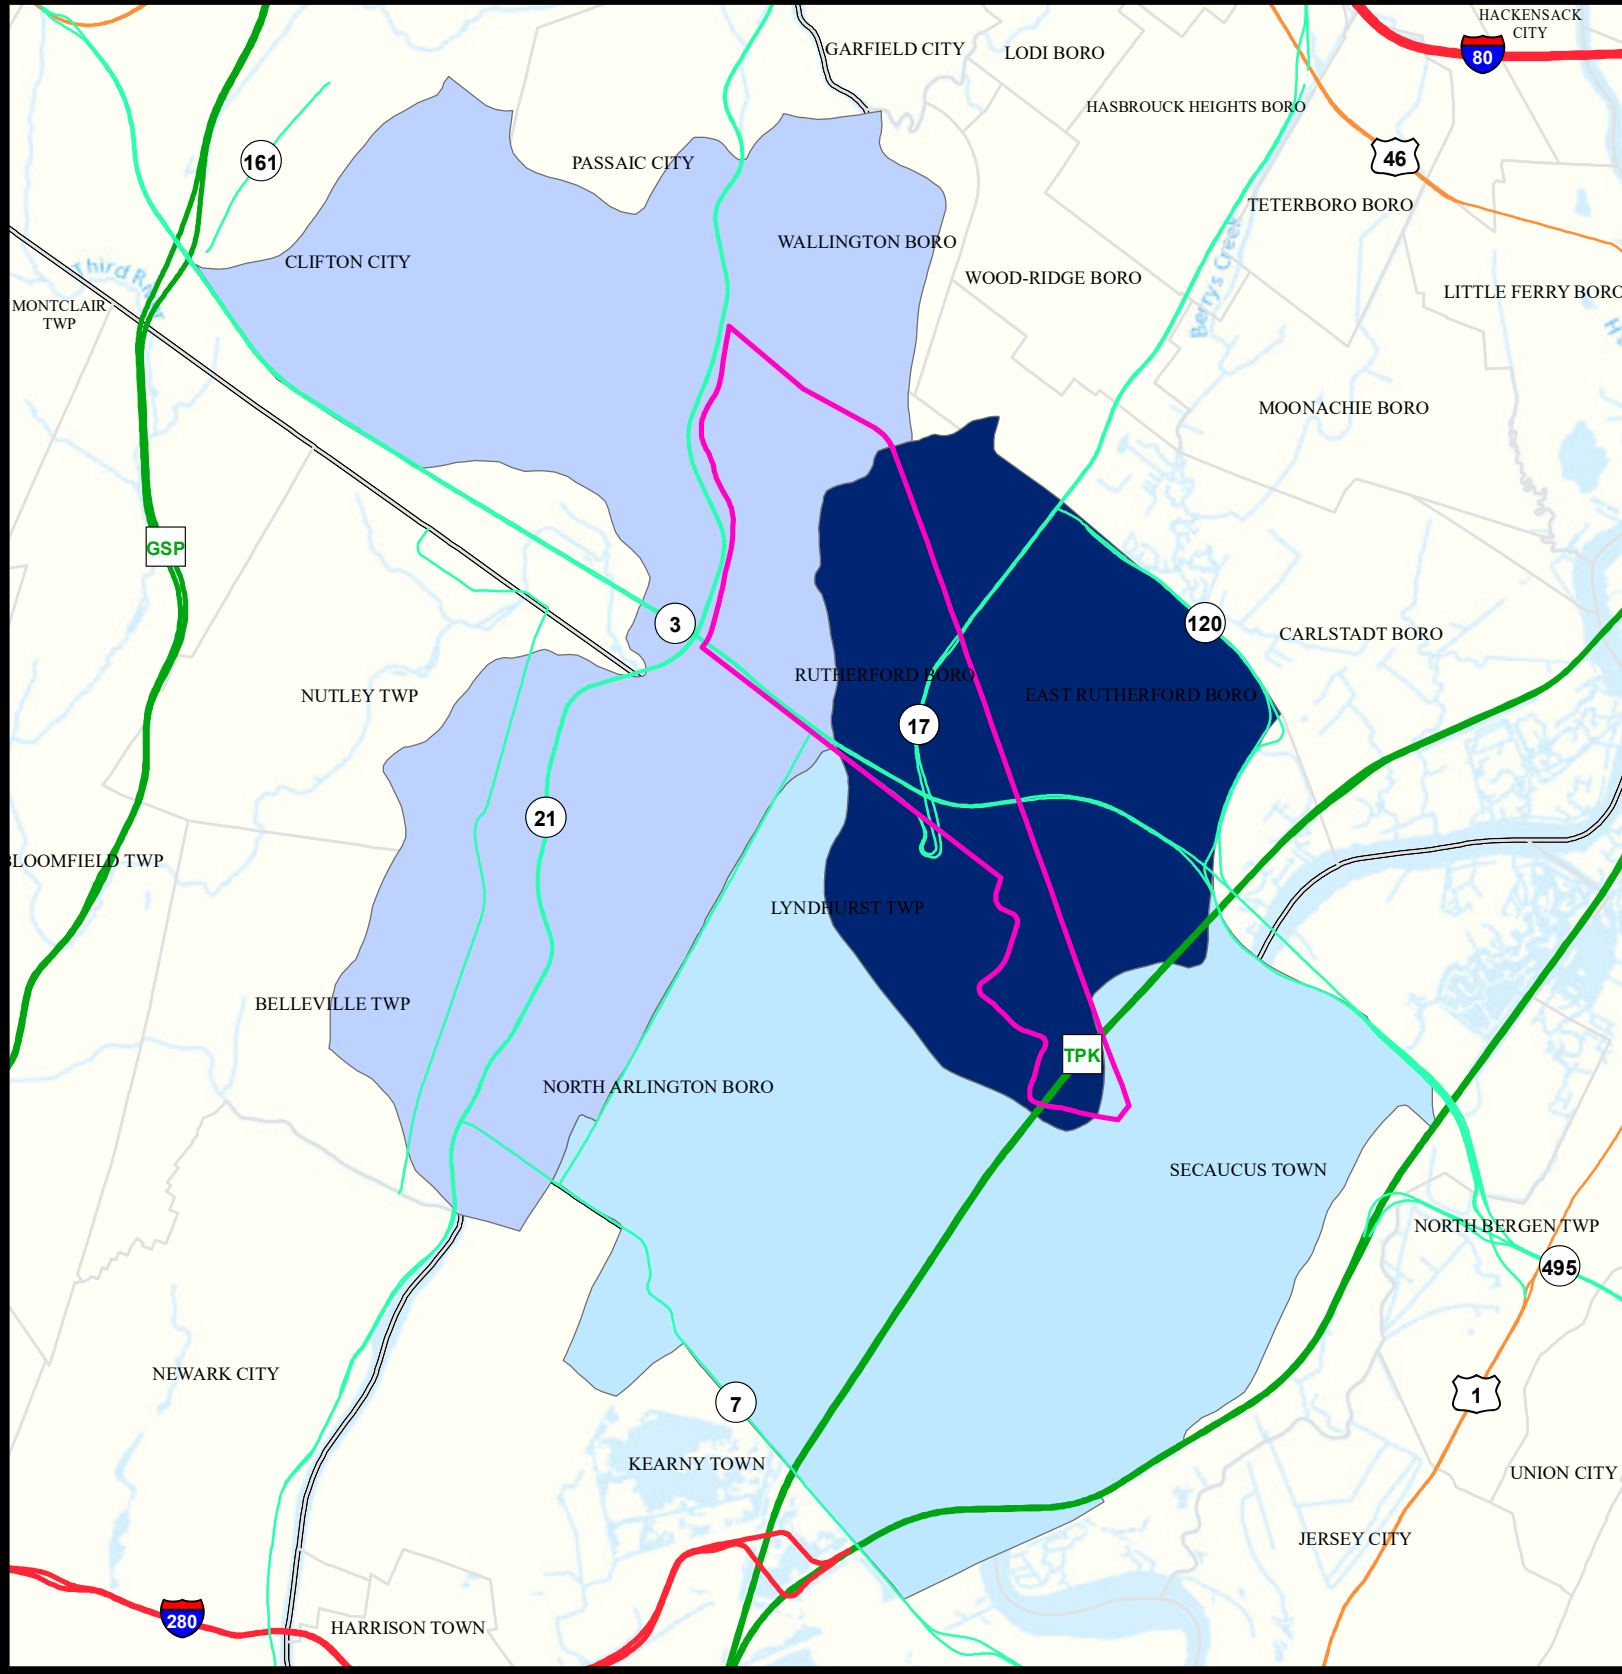 HACKENSACK
CITY
GARFIELD CITY
LODI BORO
80
HASBROUCK HEIGHTS BORO
161
PASSAIC CITY
46
TETERBORO BORO
WALLINGTON BORO
CLIFTON CITY
Berrys Creek
WOOD-RIDGE BORO
LITTLE FERRY BORO
MONTCLAIR
TWP
MOONACHIE BORO
GSP
3
120
CARLSTADT BORO
RUTHERFORD BORO
EAST RUTHERFORD BORO
NUTLEY TWP
17
21
BLOOMFIELD TWP
LYNDHURST TWP
BELLEVILLE TWP
TPK
NORTH ARLINGTON BORO
SECAUCUS TOWN
NORTH BERGEN TWP
495
NEWARK CITY
1
7
KEARNY TOWN
UNION CITY
JERSEY CITY
280
HARRISON TOWN